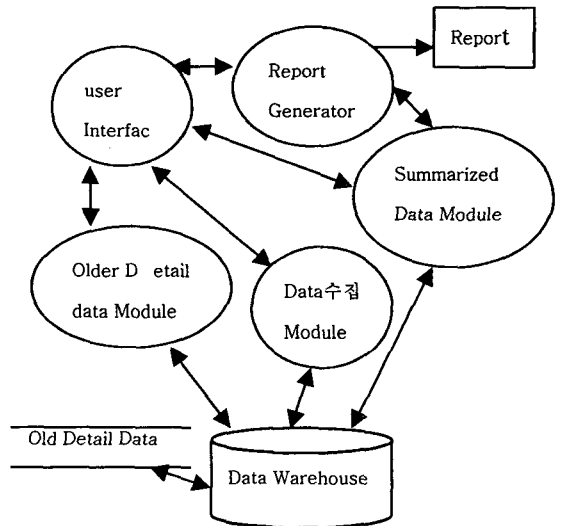 Report
Report
Generator
user
Interfac
Summarized
Data Module
Older D etail
data Module
Data수집
Module
Old Detail Data
Data Warehouse